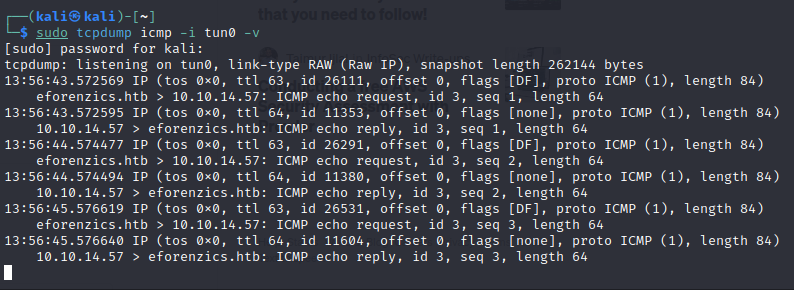 that you need to follow!
┌──(kali㉿kali)-[~]
└─$ sudo tcpdump icmp -i tun0 -v
[sudo] password for kali:
tcpdump: listening on tun0, link-type RAW (Raw IP), snapshot length 262144 bytes
13:56:43.572569 IP (tos 0×0, ttl 63, id 26111, offset 0, flags [DF], proto ICMP (1), length 84)
    eforenzics.htb > 10.10.14.57: ICMP echo request, id 3, seq 1, length 64
13:56:43.572595 IP (tos 0×0, ttl 64, id 11353, offset 0, flags [none], proto ICMP (1), length 84)
    10.10.14.57 > eforenzics.htb: ICMP echo reply, id 3, seq 1, length 64
13:56:44.574477 IP (tos 0×0, ttl 63, id 26291, offset 0, flags [DF], proto ICMP (1), length 84)
    eforenzics.htb > 10.10.14.57: ICMP echo request, id 3, seq 2, length 64
13:56:44.574494 IP (tos 0×0, ttl 64, id 11380, offset 0, flags [none], proto ICMP (1), length 84)
    10.10.14.57 > eforenzics.htb: ICMP echo reply, id 3, seq 2, length 64
13:56:45.576619 IP (tos 0×0, ttl 63, id 26531, offset 0, flags [DF], proto ICMP (1), length 84)
    eforenzics.htb > 10.10.14.57: ICMP echo request, id 3, seq 3, length 64
13:56:45.576640 IP (tos 0×0, ttl 64, id 11604, offset 0, flags [none], proto ICMP (1), length 84)
    10.10.14.57 > eforenzics.htb: ICMP echo reply, id 3, seq 3, length 64